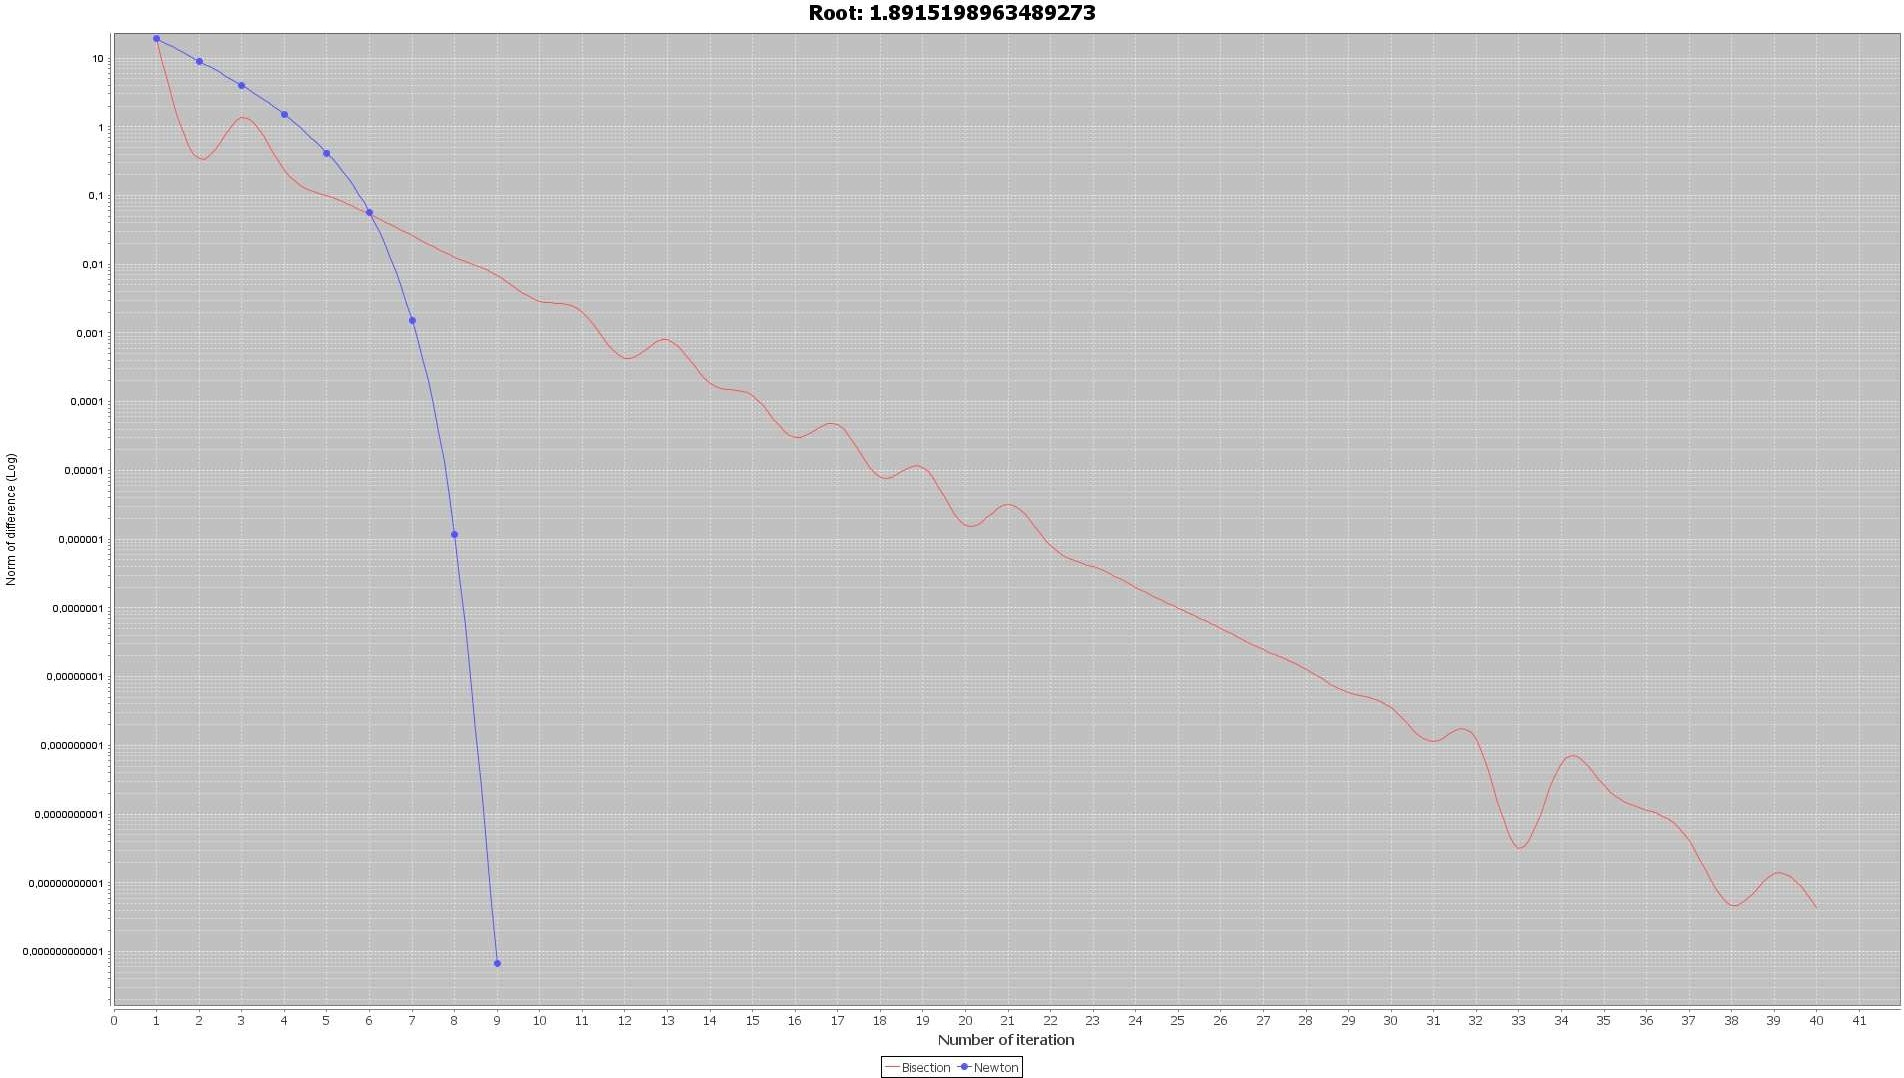 Root: 1.8915198963489273
10
1
0,1
0,01
0,001
0,0001
0,00001
0,000001
0,0000001
0,00000001
0,000000001
0,0000000001
0,00000000001
0,000000000001
Norm of difference (Log)
0 1 2 3 4 5 6 7 8 9 10 11 12 13 14 15 16 17 18 19 20 21 22 23 24 25 26 27 28 29 30 31 32 33 34 35 36 37 38 39 40 41
Number of iteration
Bisection Newton